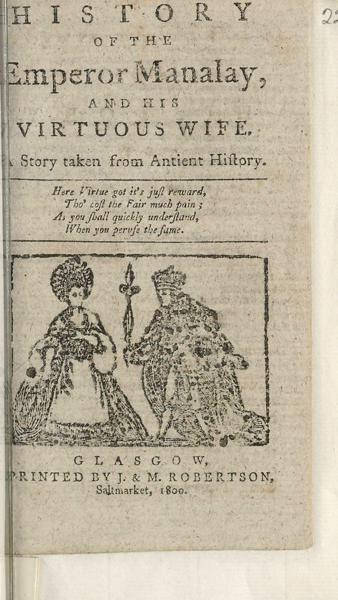 HISTORY
OF THE
Emperor Manalay,
AND HIS
VIRTUOUS WIFE.
A Story taken from Antient Hiſtory.
Here Virtue got it's juſt reward,
Tho' coſt the Fair much pain;
As you ſhall quickly underſtand,
When you peruſe the ſame.
GLASGOW,
PRINTED BY J. & M. ROBERTSON,
Saltmarket, 1800.